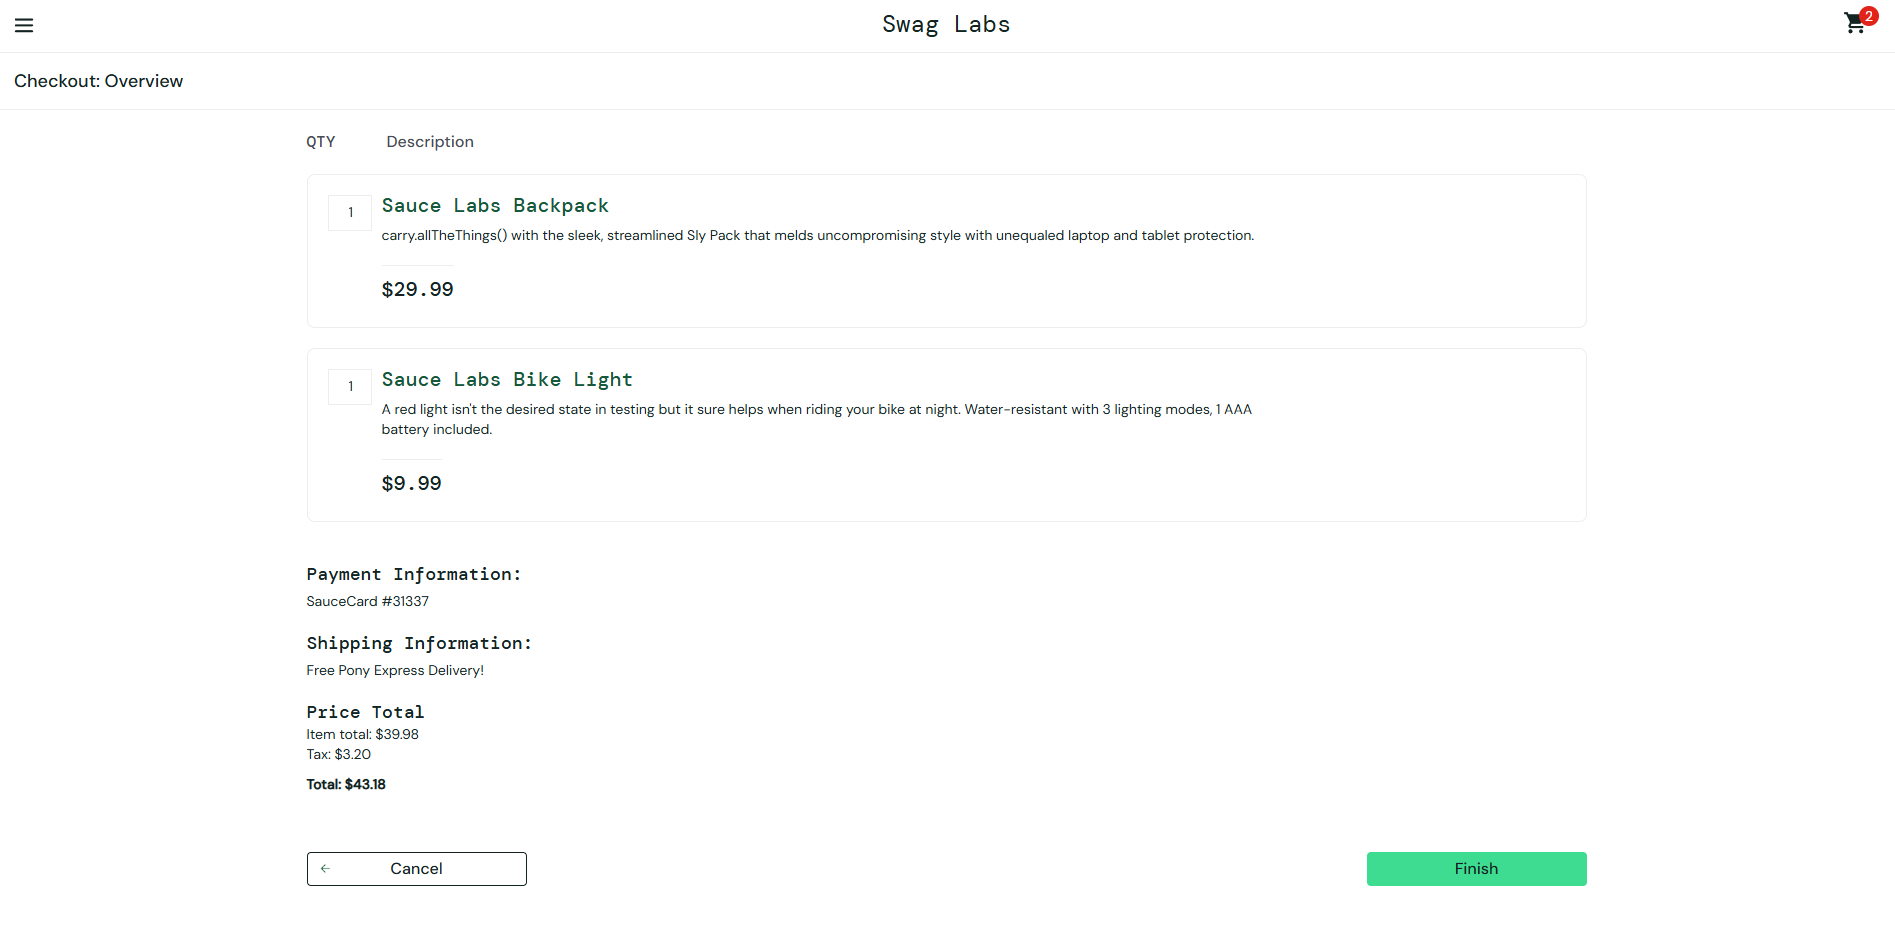 Swag Labs
2
Checkout: Overview
QTY Description
1
Sauce Labs Backpack
carry.allTheThings() with the sleek, streamlined Sly Pack that melds uncompromising style with unequaled laptop and tablet protection.
$29.99
1
Sauce Labs Bike Light
A red light isn't the desired state in testing but it sure helps when riding your bike at night. Water-resistant with 3 lighting modes, 1 AAA
battery included.
$9.99
Payment Information:
SauceCard #31337
Shipping Information:
Free Pony Express Delivery!
Price Total
Item total: $39.98
Tax: $3.20
Total: $43.18
Cancel
Finish